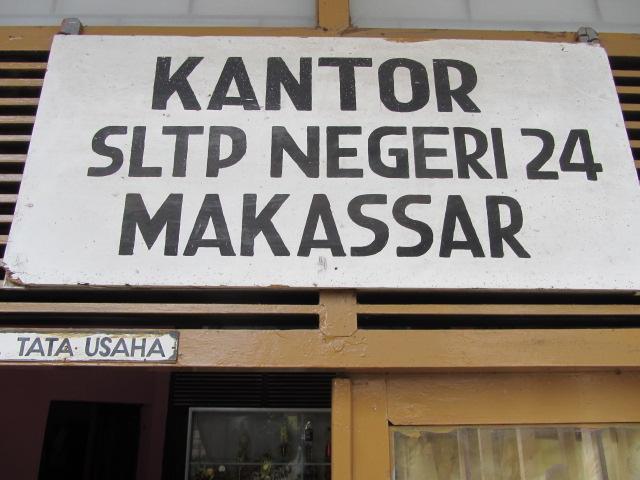 KANTOR
SLTP NEGERI 24
MAKASSAR
TATA USAHA